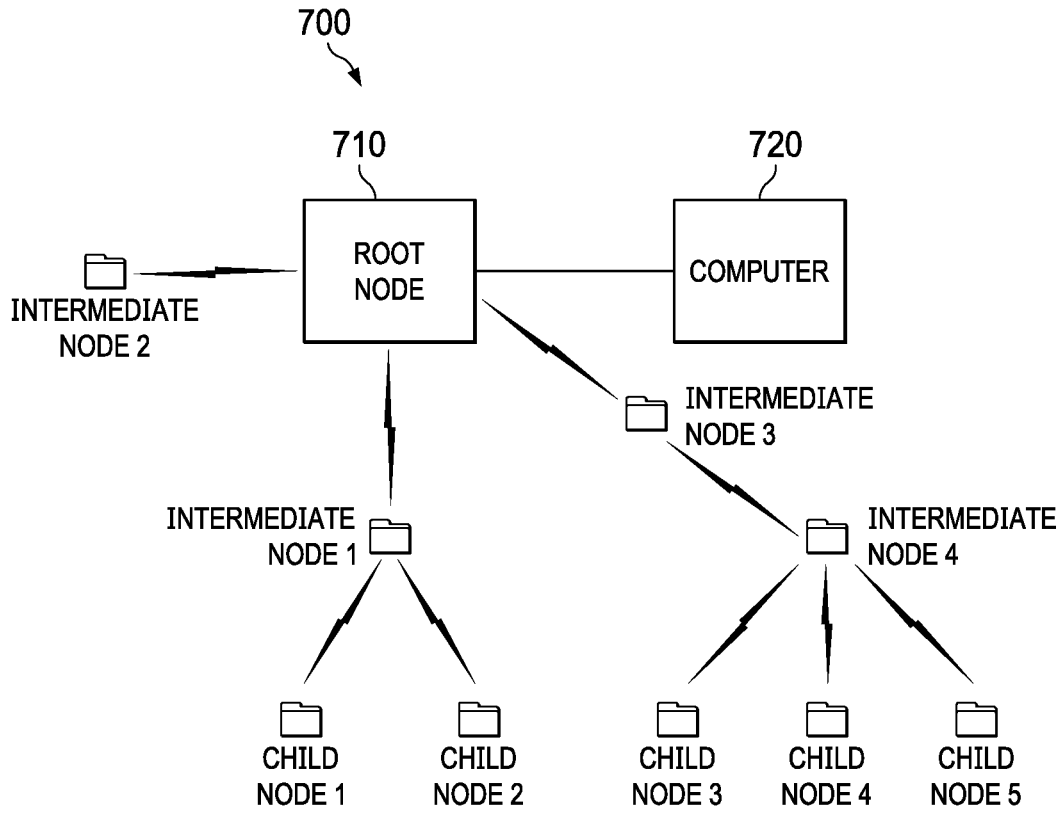 700
710
720
ROOT
NODE
COMPUTER
INTERMEDIATE
NODE 2
INTERMEDIATE
NODE 3
INTERMEDIATE
NODE 1
INTERMEDIATE
NODE 4
CHILD
NODE 1
CHILD
NODE 2
CHILD
NODE 3
CHILD
NODE 4
CHILD
NODE 5